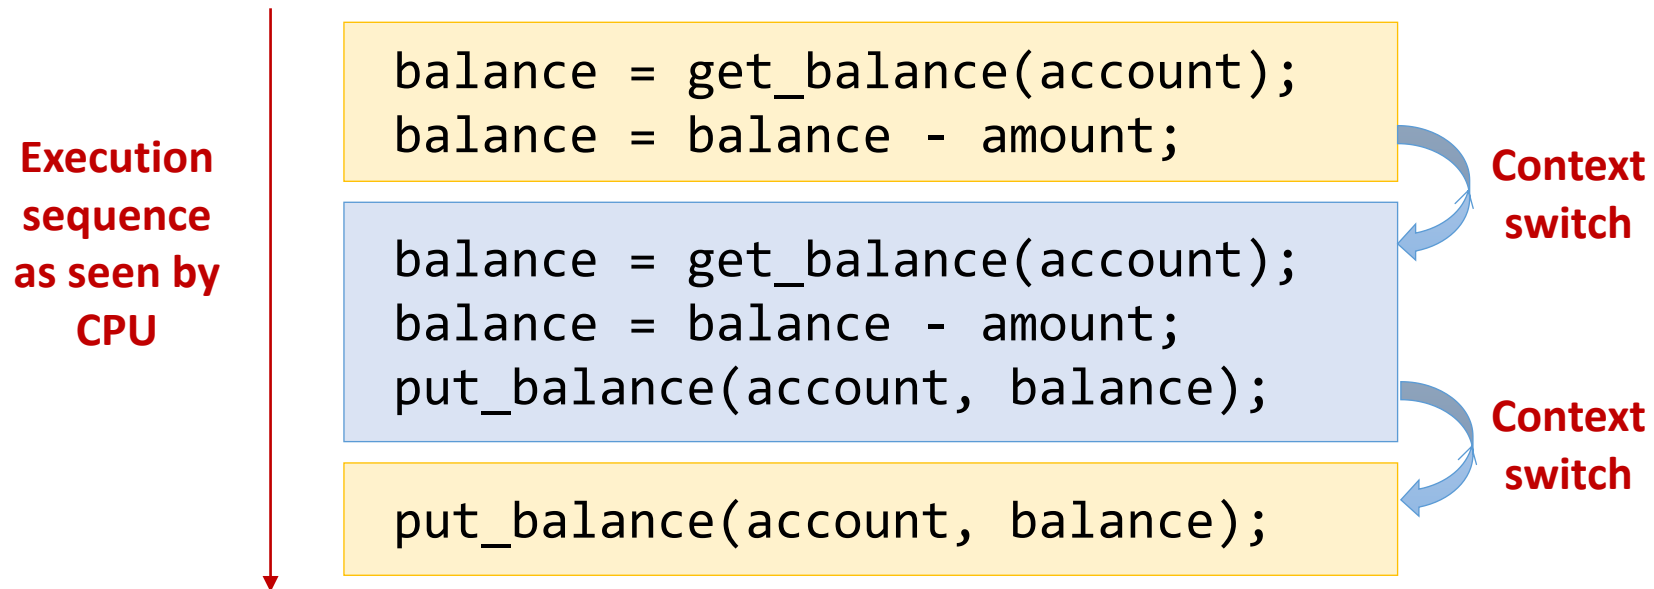 Execution
sequence
as seen by
CPU
balance = get_balance(account);
balance = balance - amount;
Context
switch
balance = get_balance(account);
balance = balance - amount;
put_balance(account, balance);
Context
switch
put_balance(account, balance);